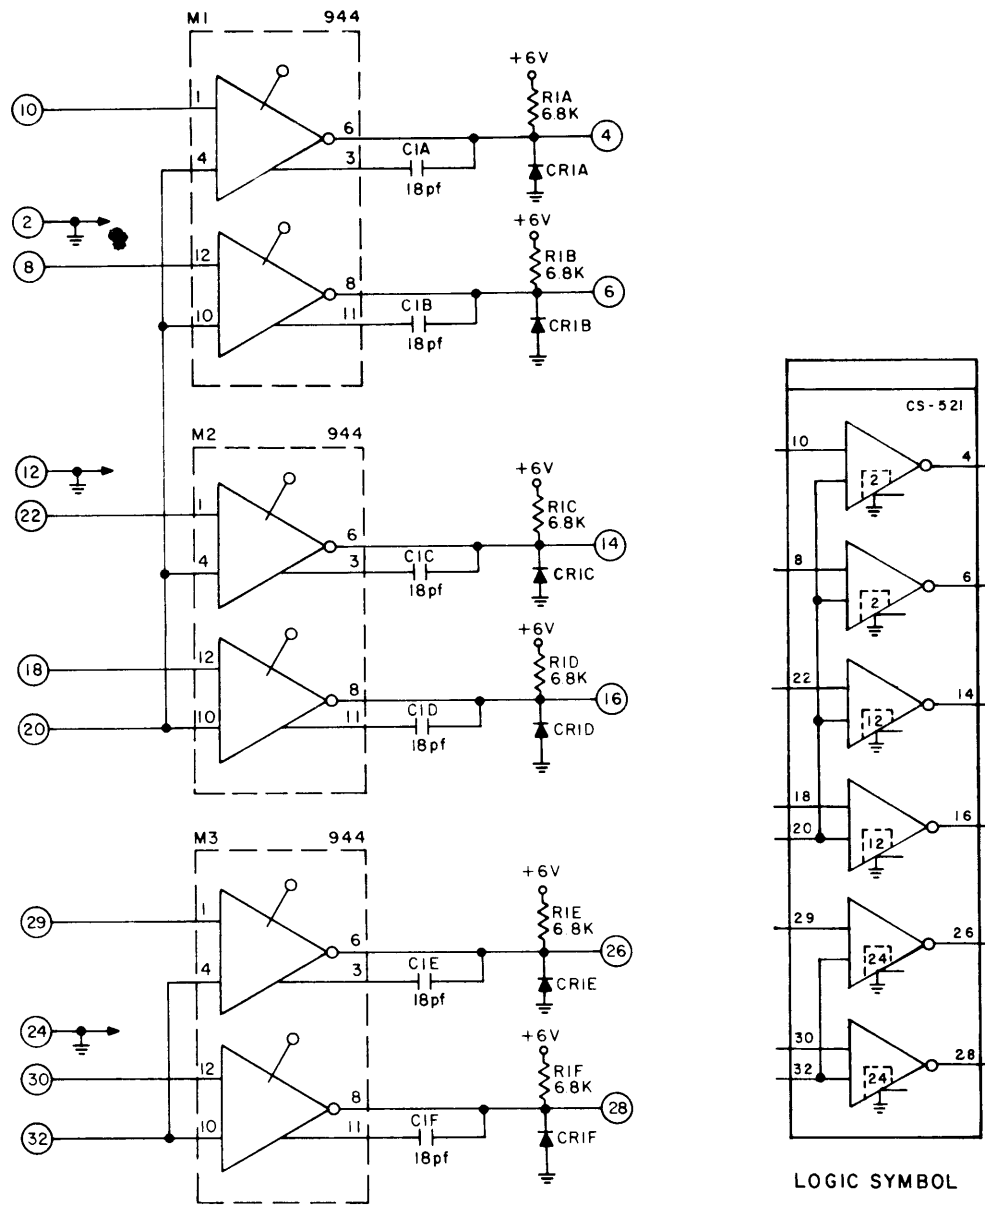 M1 944
+6V
R1A
6.8K
10
1
6
4
3
C1A
18pf
4
CR1A
2
+6V
R1B
6.8K
8
12
8
10
11
C1B
18pf
6
CR1B
M2 944
12
+6V
R1C
6.8K
22
1
6
4
3
C1C
18pf
14
CR1C
+6V
R1D
6.8K
18
12
8
20
10
11
C1D
18pf
16
CR1D
M3 944
+6V
R1E
6.8K
29
1
6
4
3
C1E
18pf
26
CR1E
24
+6V
R1F
6.8K
30
12
8
32
10
11
C1F
18pf
28
CR1F
CS-521
10
2
4
8
2
6
22
12
14
18
20
12
16
29
24
26
30
32
24
28
LOGIC SYMBOL